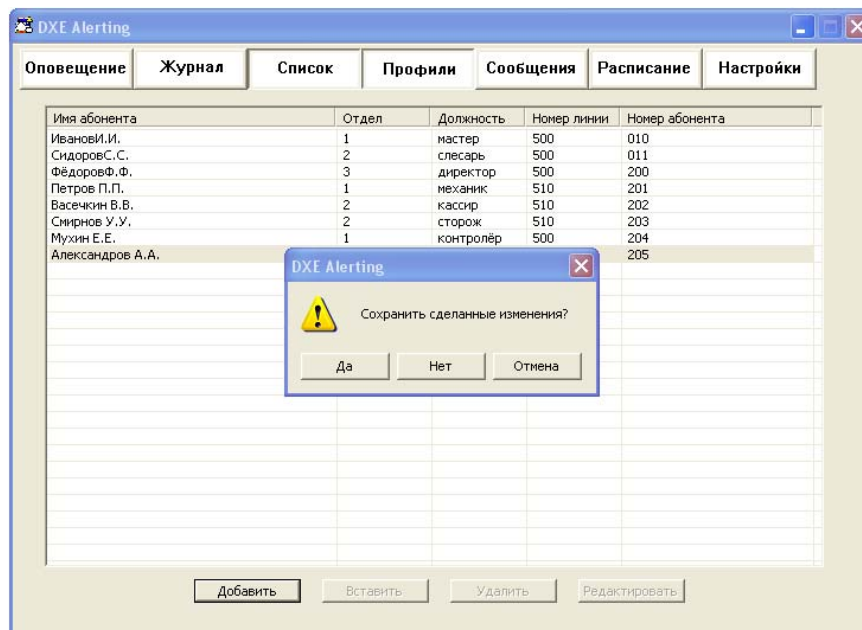 DXE Alerting
Оповещение Журнал Список Профили Сообщения Расписание Настройки
Имя абонента Отдел Должность Номер линии Номер абонента
ИвановИ.И. 1 мастер 500 010
СидоровС.С. 2 слесарь 500 011
ФёдоровФ.Ф. 3 директор 500 200
Петров П.П. 1 механик 510 201
Васечкин В.В. 2 кассир 510 202
Смирнов У.У. 2 сторож 510 203
Мухин Е.Е. 1 контролёр 500 204
Александров А.А. 205
DXE Alerting
Сохранить сделанные изменения?
Да Нет Отмена
Добавить Вставить Удалить Редактировать